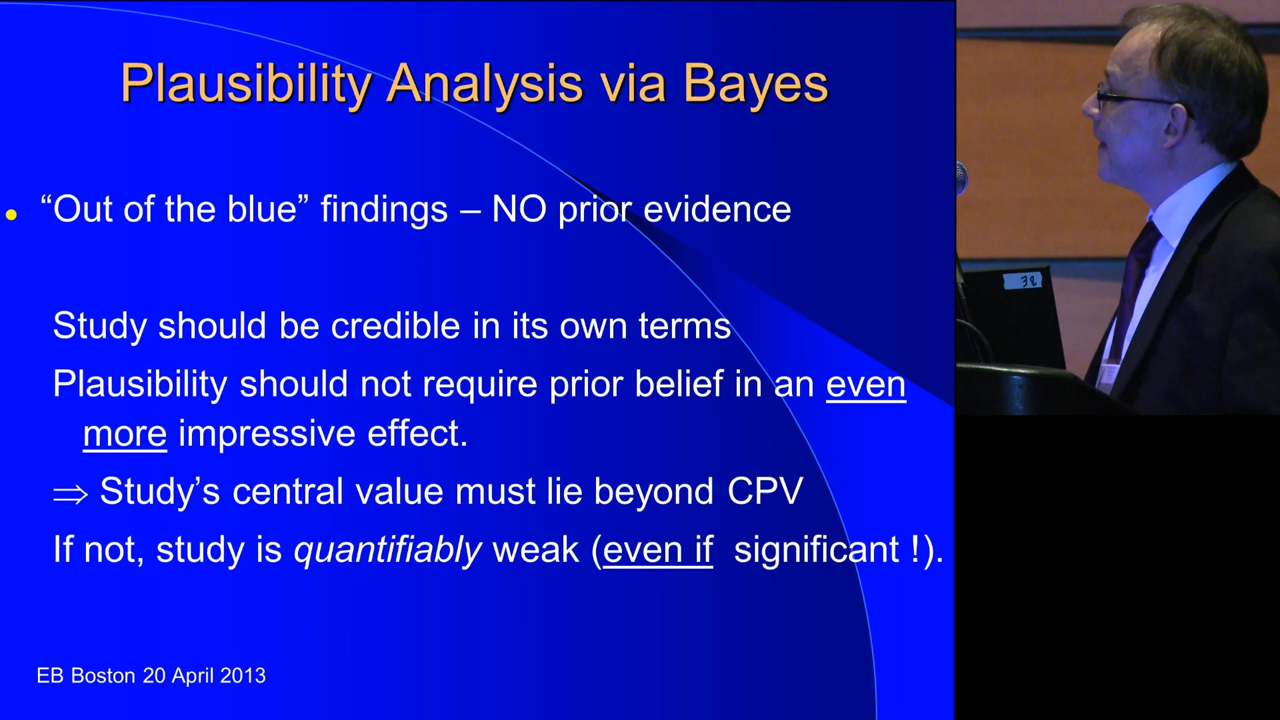 Plausibility Analysis via Bayes
“Out of the blue” findings – NO prior evidence
Study should be credible in its own terms
Plausibility should not require prior belief in an even
more impressive effect.
⇒ Study’s central value must lie beyond CPV
If not, study is quantifiably weak (even if significant !).
EB Boston 20 April 2013